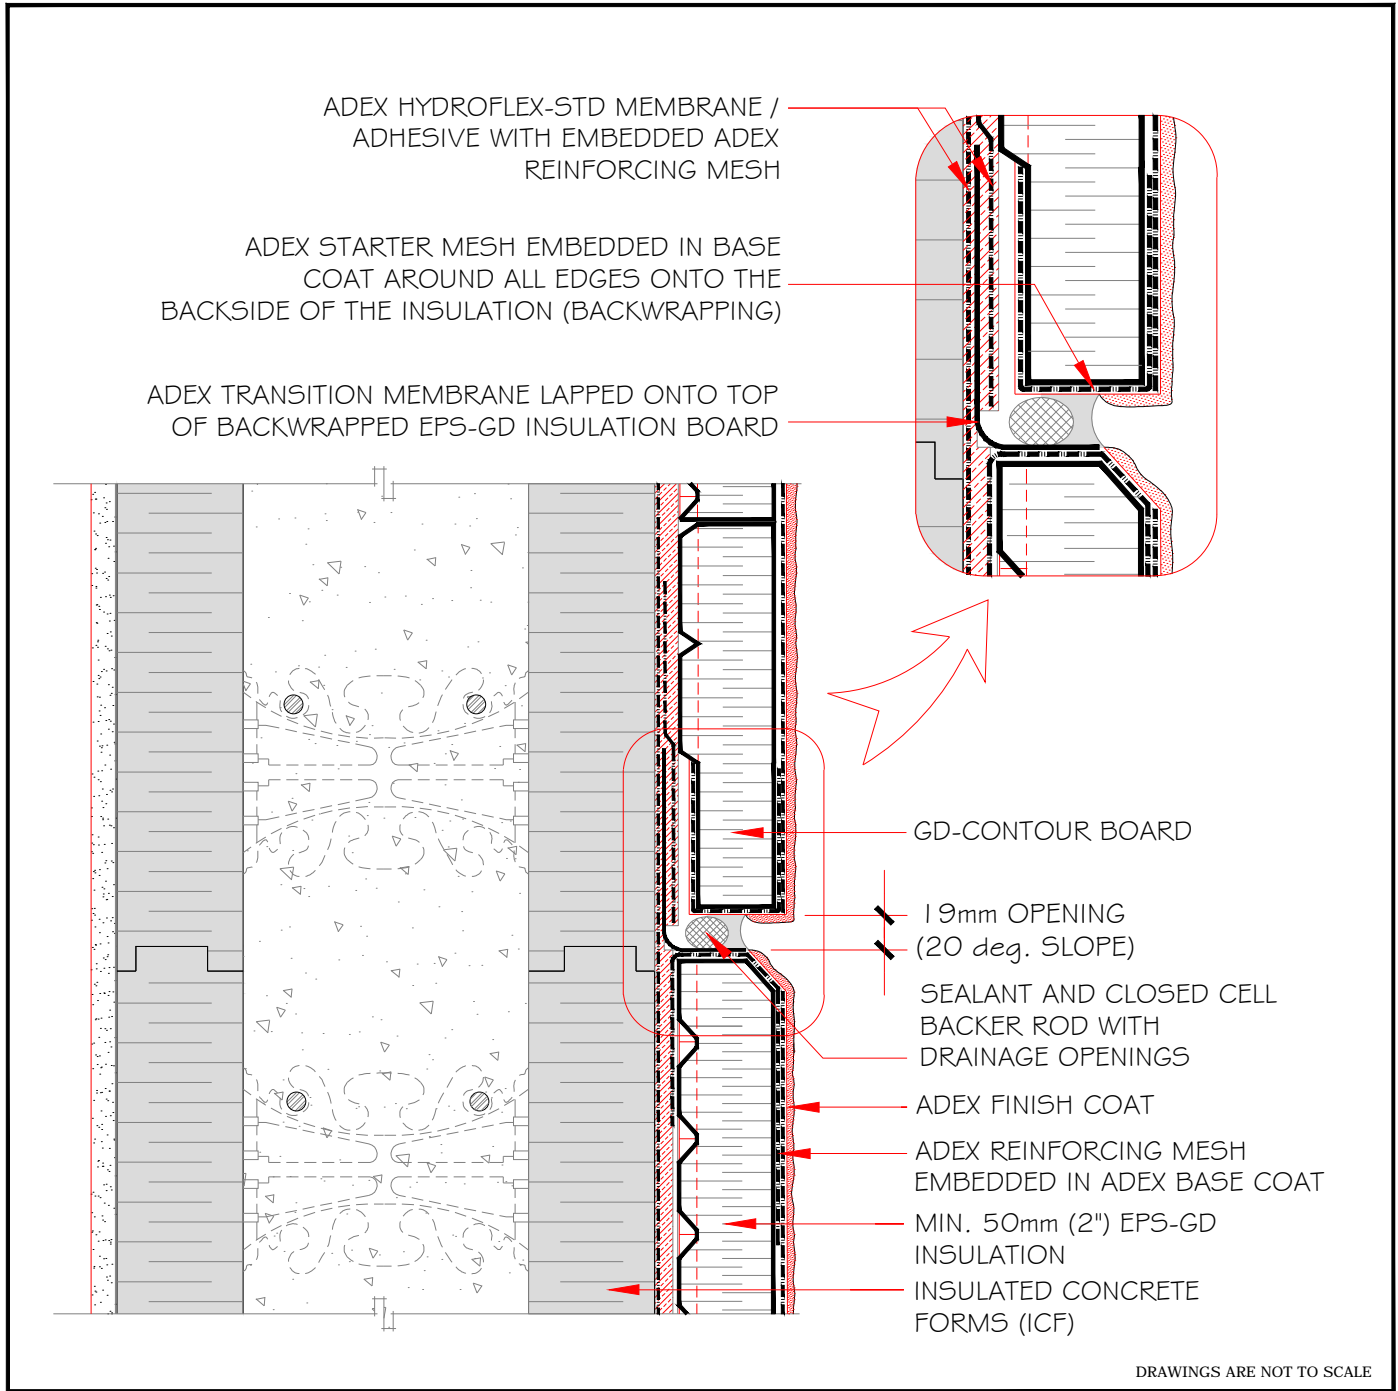 ADEX HYDROFLEX-STD MEMBRANE /
ADHESIVE WITH EMBEDDED ADEX
REINFORCING MESH
ADEX STARTER MESH EMBEDDED IN BASE
COAT AROUND ALL EDGES ONTO THE
BACKSIDE OF THE INSULATION (BACKWRAPPING)
ADEX TRANSITION MEMBRANE LAPPED ONTO TOP
OF BACKWRAPPED EPS-GD INSULATION BOARD
GD-CONTOUR BOARD
19mm OPENING
(20 deg. SLOPE)
SEALANT AND CLOSED CELL
BACKER ROD WITH
DRAINAGE OPENINGS
ADEX FINISH COAT
ADEX REINFORCING MESH
EMBEDDED IN ADEX BASE COAT
MIN. 50mm (2") EPS-GD
INSULATION
INSULATED CONCRETE
FORMS (ICF)
DRAWINGS ARE NOT TO SCALE